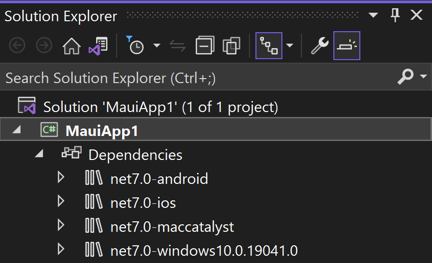 Solution Explorer
Search Solution Explorer (Ctrl+;)
Solution 'MauiApp1' (1 of 1 project)
C# MauiApp1
Dependencies
net7.0-android
net7.0-ios
net7.0-maccatalyst
net7.0-windows10.0.19041.0